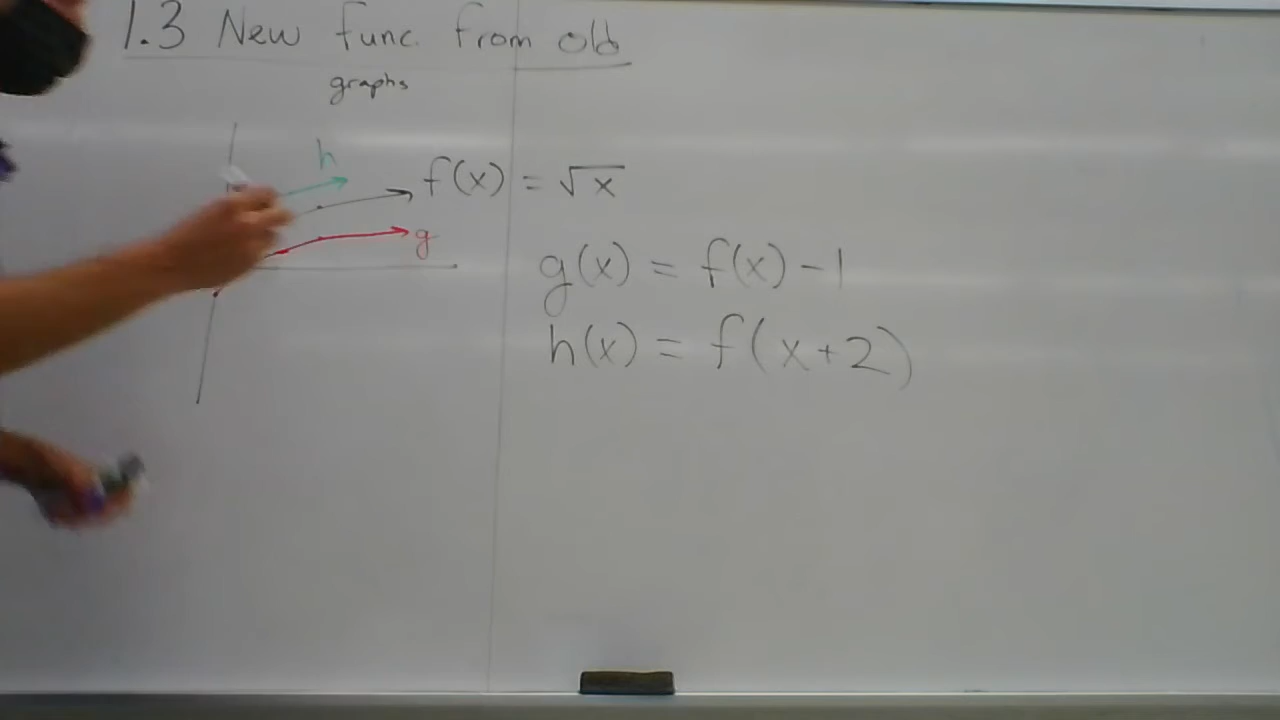 1.3 New func. from old
graphs
h
f(x) = √x
g
g(x) = f(x) - 1
h(x) = f(x+2)